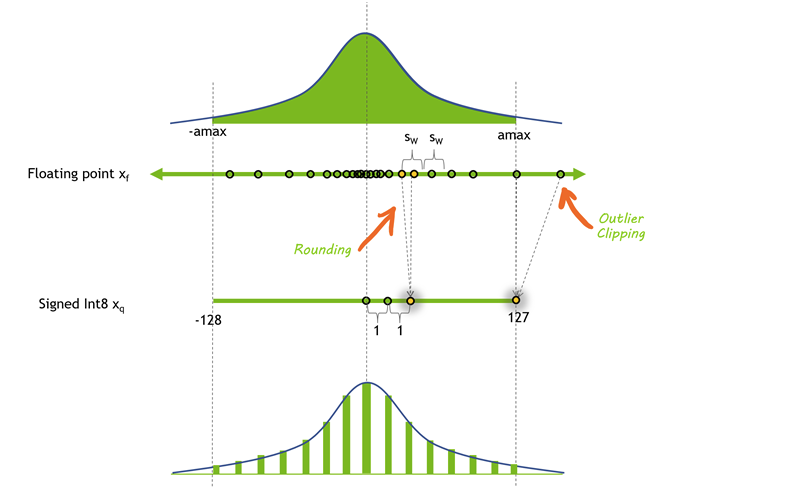 -amax
amax
s_w
s_w
Floating point x_f
Rounding
Outlier
Clipping
Signed Int8 x_q
-128
127
1
1